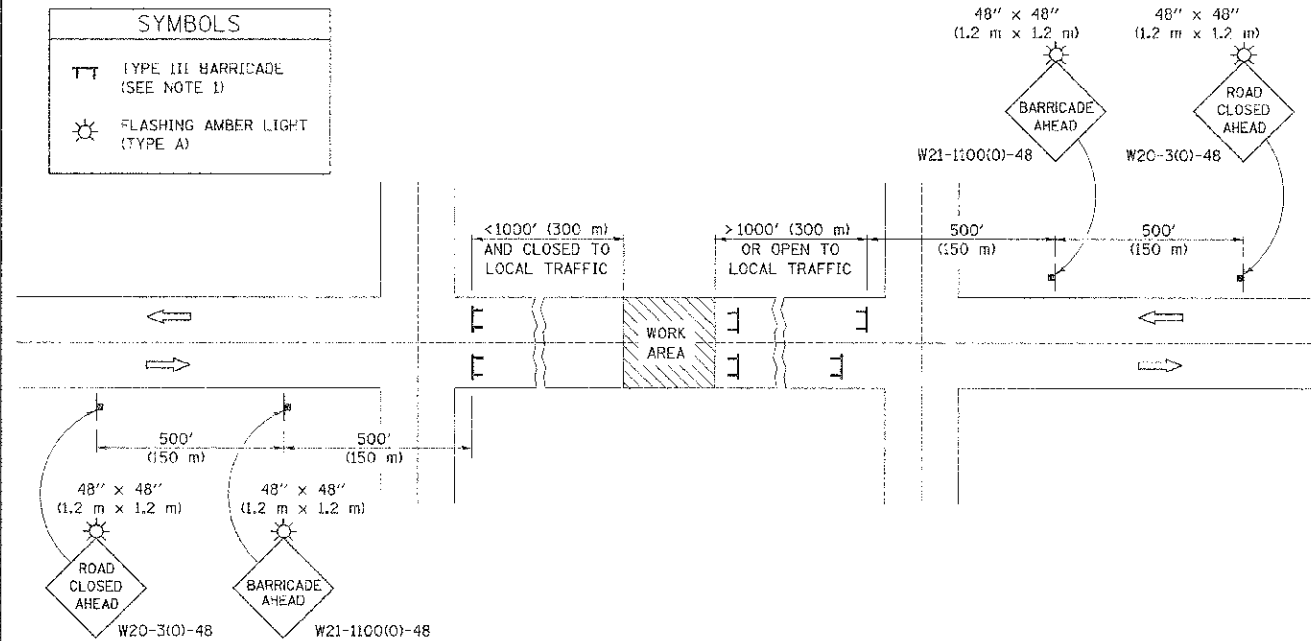 SYMBOLS
TYPE III BARRICADE
(SEE NOTE 1)
FLASHING AMBER LIGHT
(TYPE A)
48" x 48"
(1.2 m x 1.2 m)
48" x 48"
(1.2 m x 1.2 m)
BARRICADE
AHEAD
ROAD
CLOSED
AHEAD
W21-1100(0)-48
W20-3(0)-48
<1000' (300 m)
AND CLOSED TO
LOCAL TRAFFIC
>1000' (300 m)
OR OPEN TO
LOCAL TRAFFIC
500'
(150 m)
500'
(150 m)
WORK
AREA
500'
(150 m)
500'
(150 m)
48" x 48"
(1.2 m x 1.2 m)
48" x 48"
(1.2 m x 1.2 m)
ROAD
CLOSED
AHEAD
BARRICADE
AHEAD
W20-3(0)-48
W21-1100(0)-48